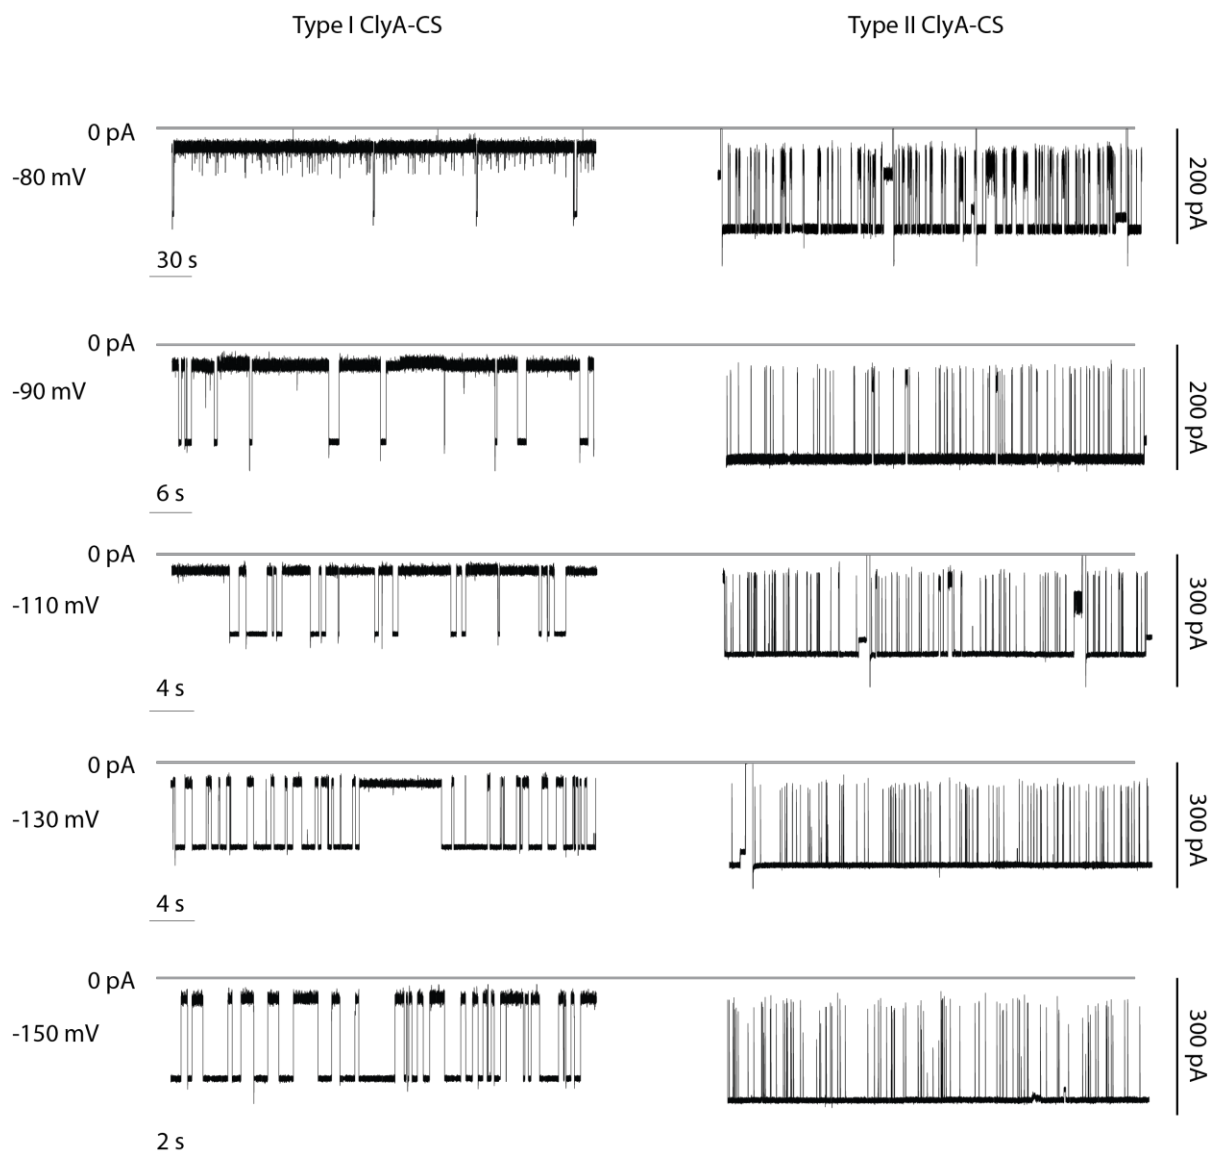 Type I ClyA-CS
Type II ClyA-CS
0 pA
-80 mV
200 pA
30 s
0 pA
-90 mV
200 pA
6 s
0 pA
-110 mV
300 pA
4 s
0 pA
-130 mV
300 pA
4 s
0 pA
-150 mV
300 pA
2 s